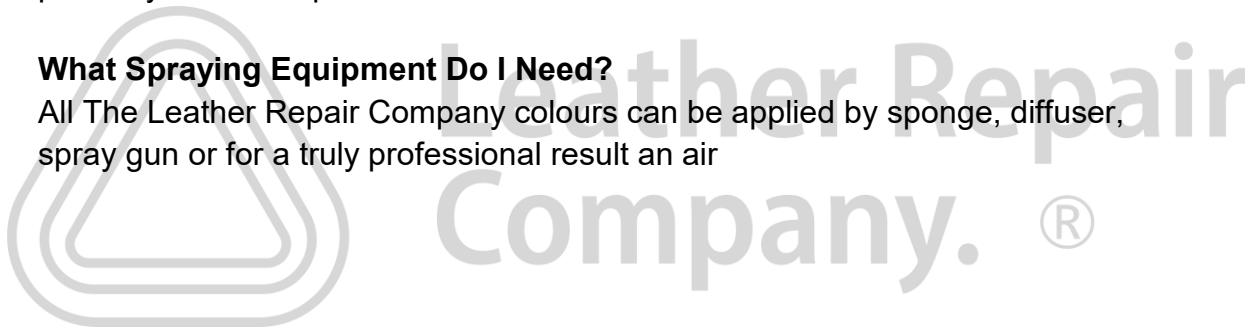 What Spraying Equipment Do I Need?
All The Leather Repair Company colours can be applied by sponge, diffuser,
spray gun or for a truly professional result an air
Leather Repair
Company. ®